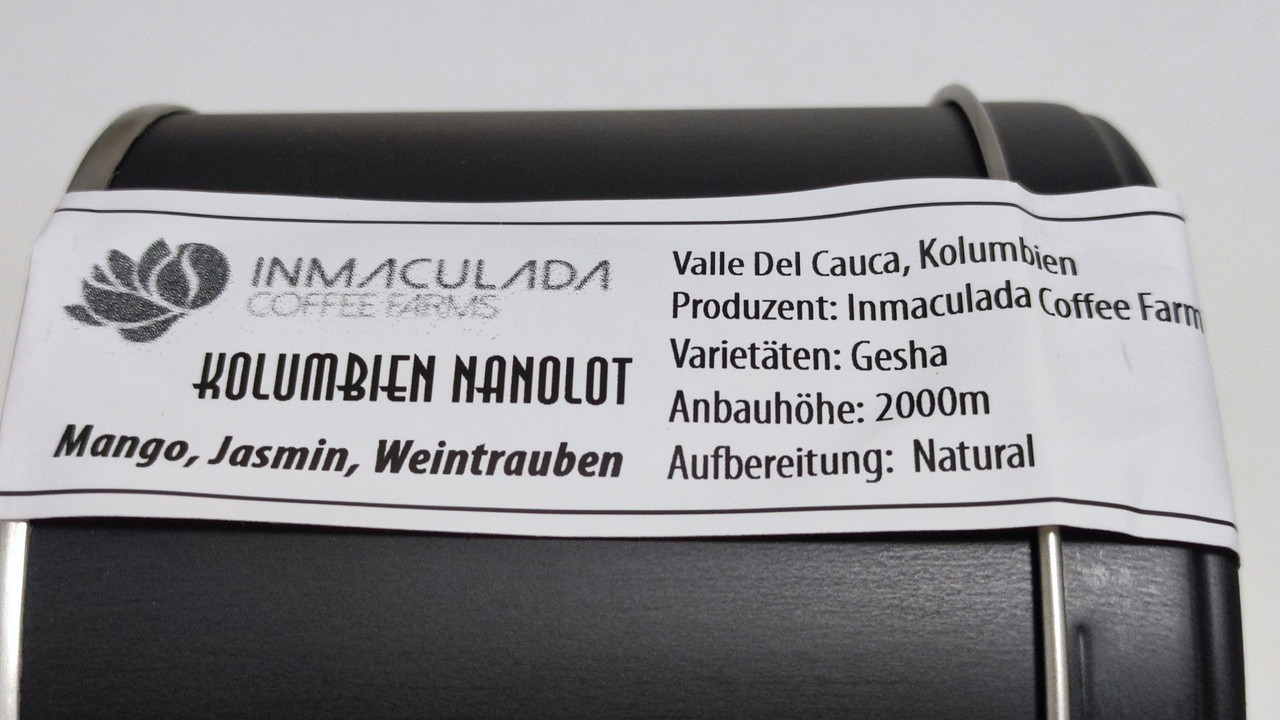 INMACULADA
COFFEE FARMS
KOLUMBIEN NANOLOT
Mango, Jasmin, Weintrauben
Valle Del Cauca, Kolumbien
Produzent: Inmaculada Coffee Farm
Varietäten: Gesha
Anbauhöhe: 2000m
Aufbereitung: Natural